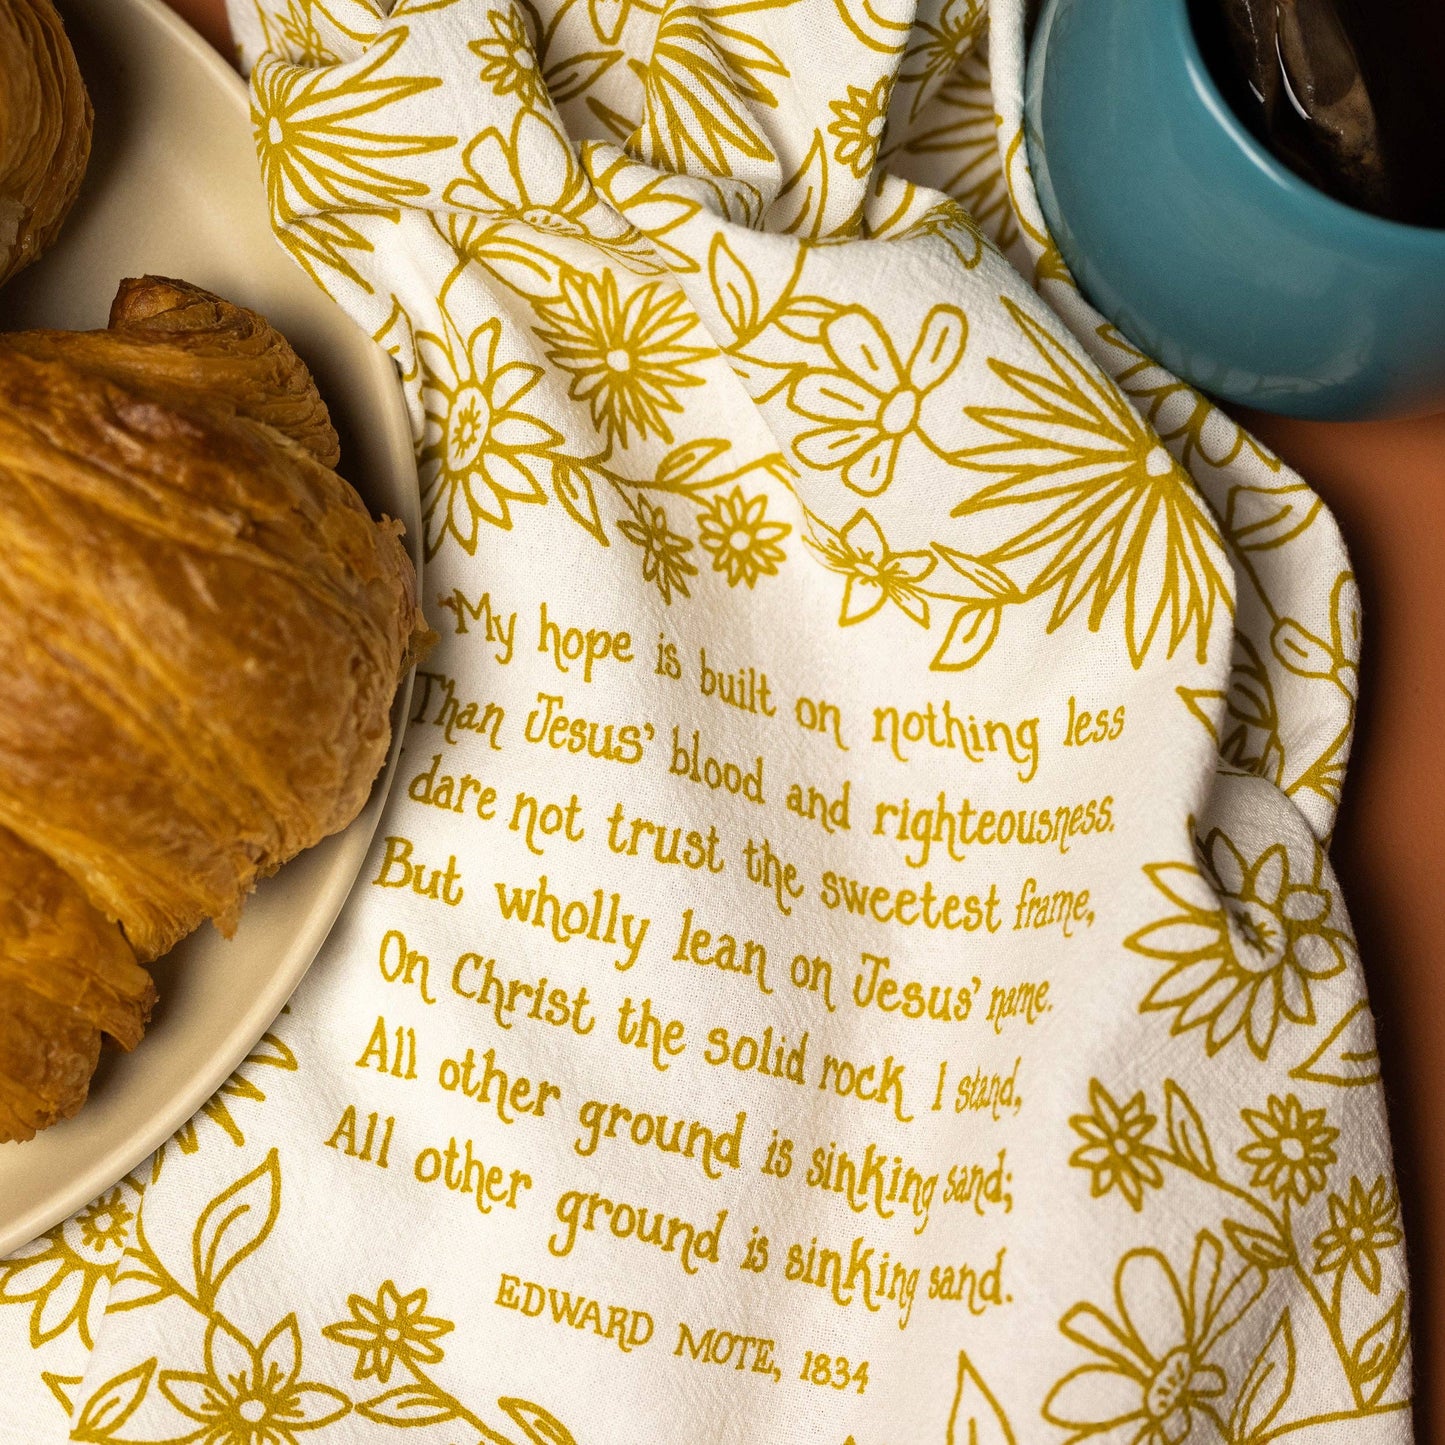 My hope is built on nothing less
Than Jesus' blood and righteousness.
dare not trust the sweetest frame,
But wholly lean on Jesus' name.
On Christ the solid rock I stand,
All other ground is sinking sand;
All other ground is sinking sand.
EDWARD MOTE, 1834